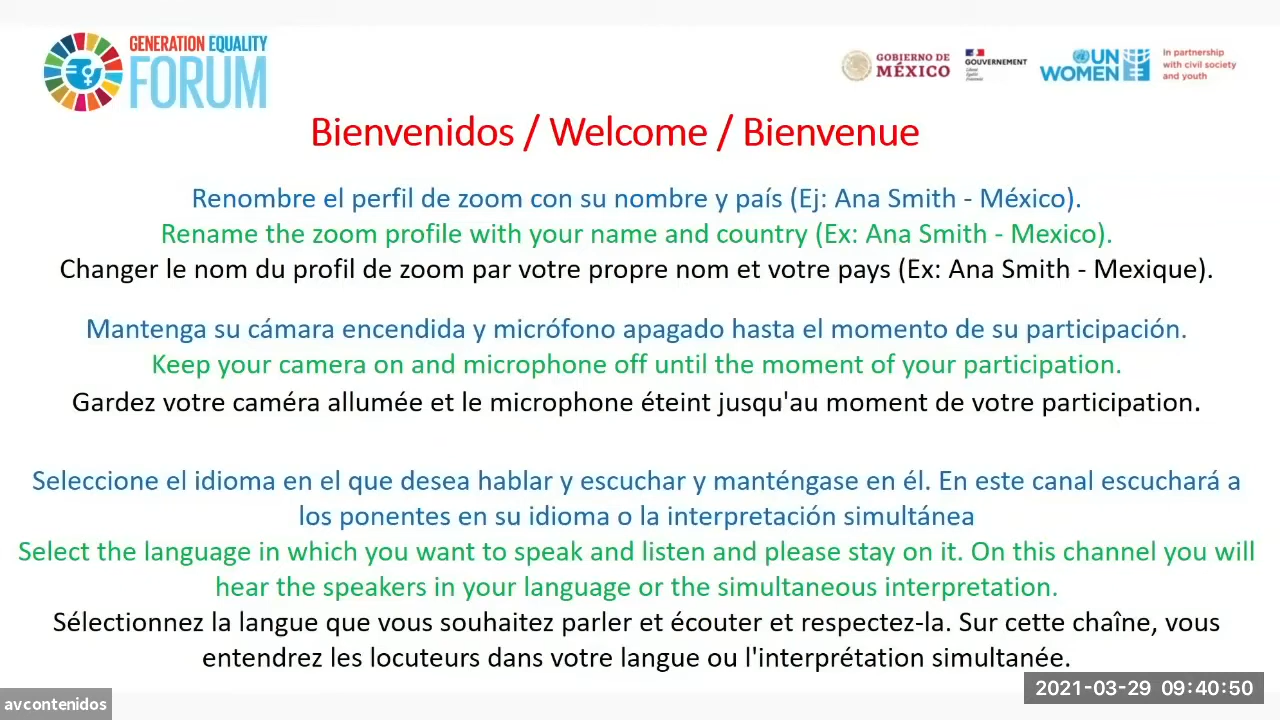 GENERATION EQUALITY
FORUM
GOBIERNO DE
MÉXICO
GOUVERNEMENT
Liberté
Égalité
Fraternité
UN
WOMEN
In partnership
with civil society
and youth
Bienvenidos / Welcome / Bienvenue
Renombre el perfil de zoom con su nombre y país (Ej: Ana Smith - México).
Rename the zoom profile with your name and country (Ex: Ana Smith - Mexico).
Changer le nom du profil de zoom par votre propre nom et votre pays (Ex: Ana Smith - Mexique).
Mantenga su cámara encendida y micrófono apagado hasta el momento de su participación.
Keep your camera on and microphone off until the moment of your participation.
Gardez votre caméra allumée et le microphone éteint jusqu'au moment de votre participation.
Seleccione el idioma en el que desea hablar y escuchar y manténgase en él. En este canal escuchará a
los ponentes en su idioma o la interpretación simultánea
Select the language in which you want to speak and listen and please stay on it. On this channel you will
hear the speakers in your language or the simultaneous interpretation.
Sélectionnez la langue que vous souhaitez parler et écouter et respectez-la. Sur cette chaîne, vous
entendrez les locuteurs dans votre langue ou l'interprétation simultanée.
avcontenidos
2021-03-29 09:40:50